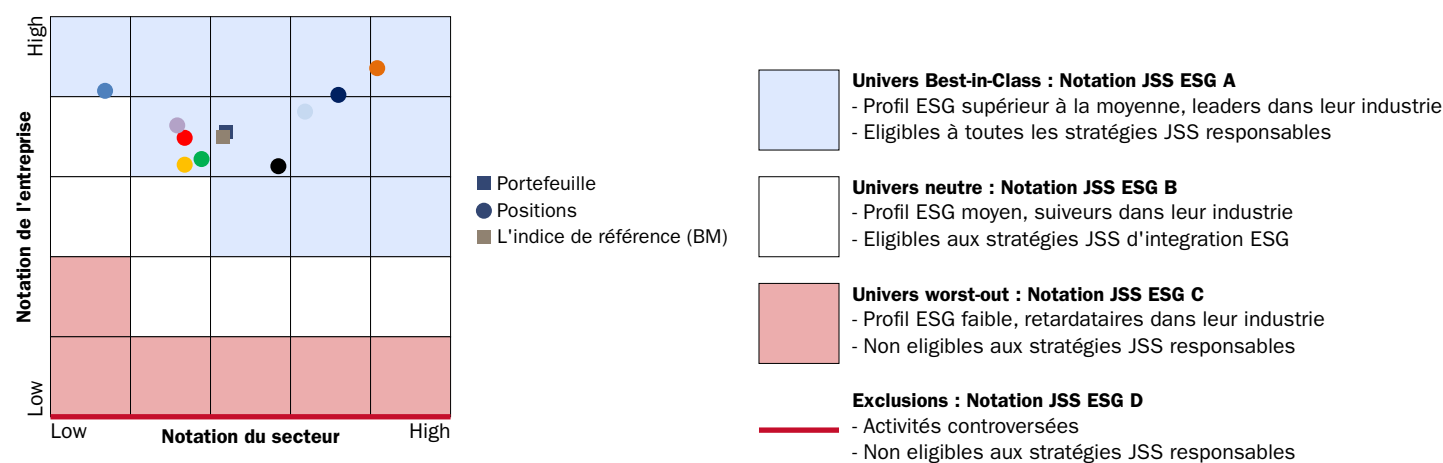 High
Notation de l'entreprise
Low
Low
Notation du secteur
High
Portefeuille
Positions
L'indice de référence (BM)
Univers Best-in-Class : Notation JSS ESG A
- Profil ESG supérieur à la moyenne, leaders dans leur industrie
- Eligibles à toutes les stratégies JSS responsables
Univers neutre : Notation JSS ESG B
- Profil ESG moyen, suiveurs dans leur industrie
- Eligibles aux stratégies JSS d'integration ESG
Univers worst-out : Notation JSS ESG C
- Profil ESG faible, retardataires dans leur industrie
- Non eligibles aux stratégies JSS responsables
Exclusions : Notation JSS ESG D
- Activités controversées
- Non eligibles aux stratégies JSS responsables